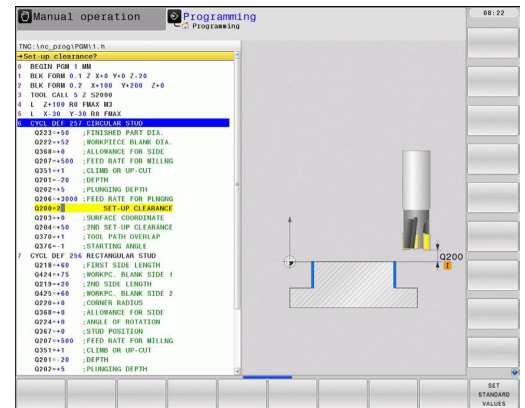 Manual operation
Programming
Programming
08:22
TNC:\nc_prog\PGM\1.h
→Set-up clearance?
0 BEGIN PGM 1 MM
1 BLK FORM 0.1 Z X+0 Y+0 Z-20
2 BLK FORM 0.2 X+100 Y+200 Z+0
3 TOOL CALL 5 Z S2000
4 L Z+100 R0 FMAX M3
5 L X-30 Y-30 R0 FMAX
6 CYCL DEF 257 CIRCULAR STUD
Q223=+50 ;FINISHED PART DIA.
Q222=+52 ;WORKPIECE BLANK DIA.
Q368=+0 ;ALLOWANCE FOR SIDE
Q207=+500 ;FEED RATE FOR MILLNG
Q351=+1 ;CLIMB OR UP-CUT
Q201=-20 ;DEPTH
Q202=+5 ;PLUNGING DEPTH
Q206=+3000 ;FEED RATE FOR PLNGNG
Q200=2 SET-UP CLEARANCE
Q203=+0 ;SURFACE COORDINATE
Q204=+50 ;2ND SET-UP CLEARANCE
Q370=+1 ;TOOL PATH OVERLAP
Q376=-1 ;STARTING ANGLE
7 CYCL DEF 256 RECTANGULAR STUD
Q218=+60 ;FIRST SIDE LENGTH
Q424=+75 ;WORKPC. BLANK SIDE 1
Q219=+20 ;2ND SIDE LENGTH
Q425=+60 ;WORKPC. BLANK SIDE 2
Q220=+0 ;CORNER RADIUS
Q368=+0 ;ALLOWANCE FOR SIDE
Q224=+0 ;ANGLE OF ROTATION
Q367=+0 ;STUD POSITION
Q207=+500 ;FEED RATE FOR MILLNG
Q351=+1 ;CLIMB OR UP-CUT
Q201=-20 ;DEPTH
Q202=+5 ;PLUNGING DEPTH
Q200
I
SET
STANDARD
VALUES